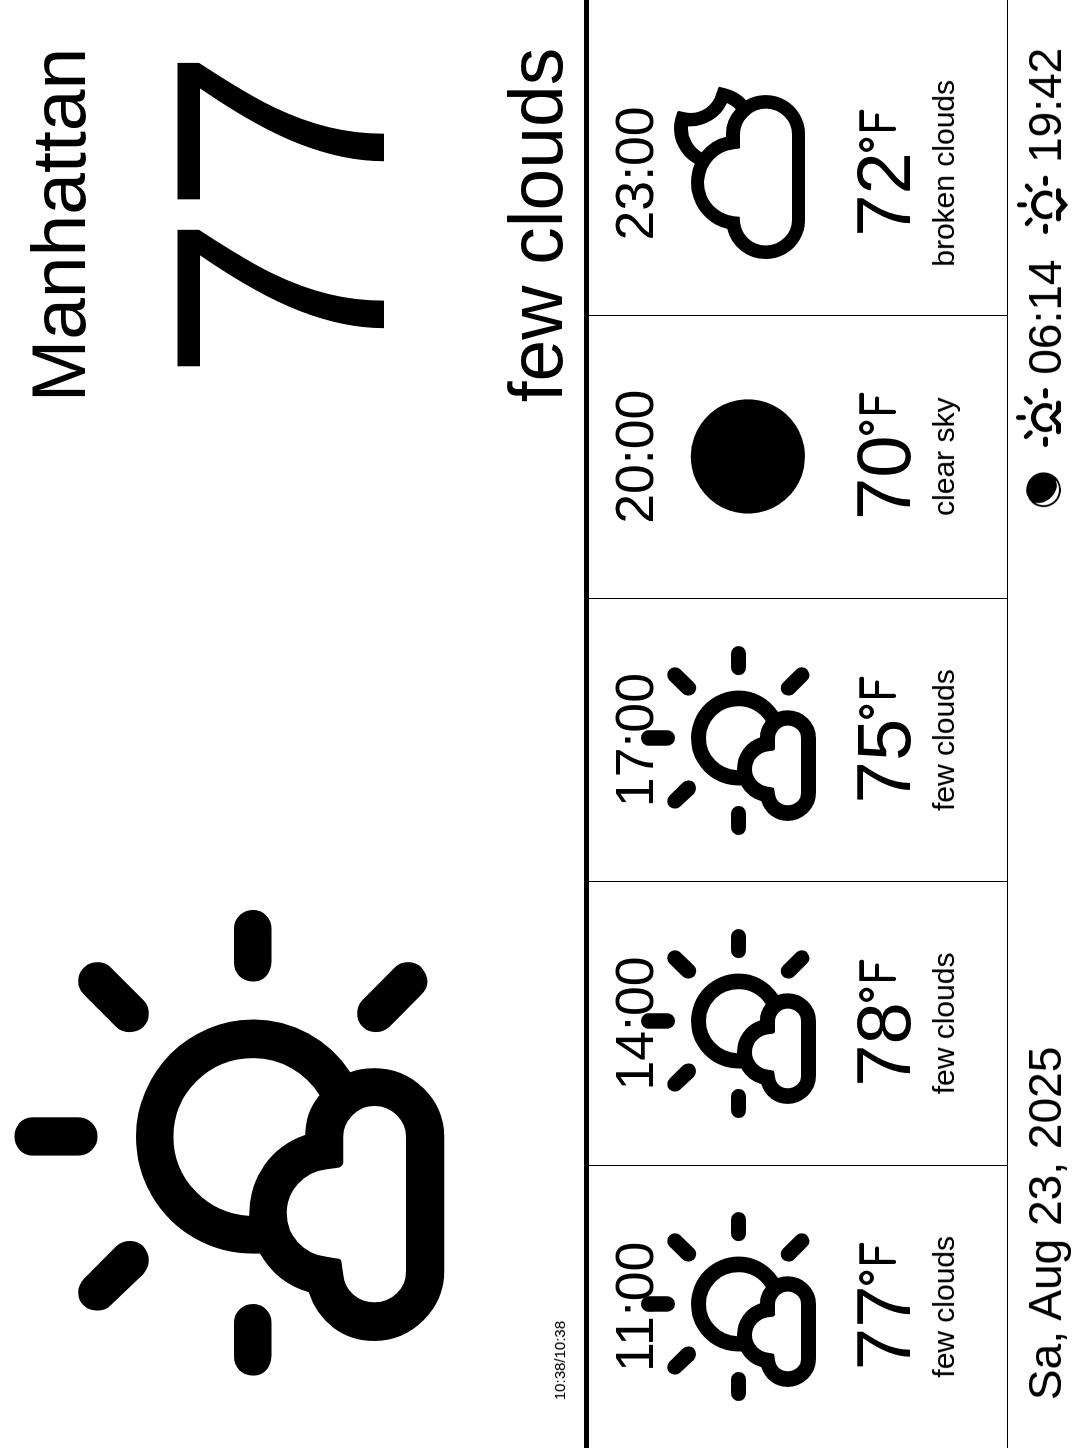 Manhattan
77
few clouds
10:38/10:38
11:00
77°F
few clouds
14:00
78°F
few clouds
17:00
75°F
few clouds
20:00
70°F
clear sky
23:00
72°F
broken clouds
Sa, Aug 23, 2025
06:14
19:42